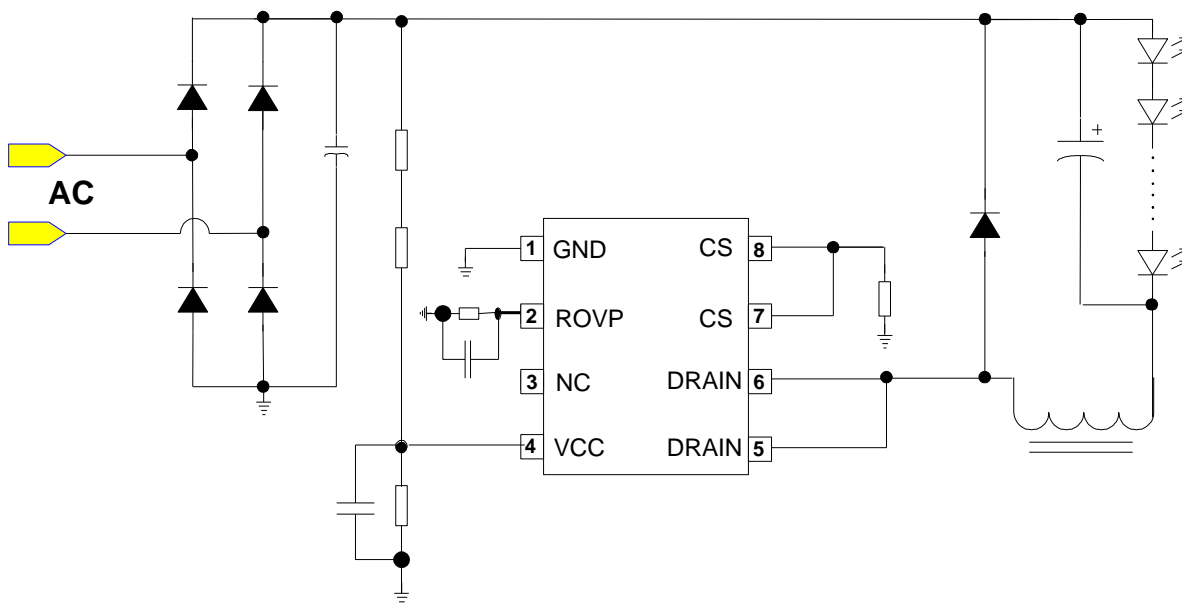 AC
1 GND CS 8
2 ROVP CS 7
3 NC DRAIN 6
4 VCC DRAIN 5
+